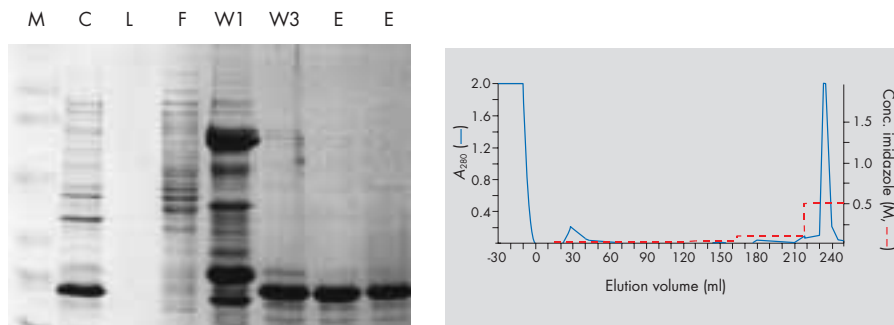 M C L F W1 W3 E E
2.0
1.6
1.2
0.8
0.4
A280 (—)
-30 0 30 60 90 120 150 180 210 240
Elution volume (ml)
1.5
1.0
0.5
Conc. imidazole (M, – –)